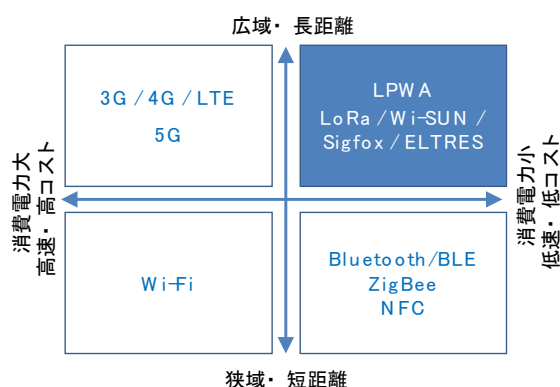 広域・長距離
3G / 4G / LTE
5G
LPWA
LoRa / Wi-SUN /
Sigfox / ELTRES
消費電力大
高速・高コスト
消費電力小
低速・低コスト
Wi-Fi
Bluetooth/BLE
ZigBee
NFC
狭域・短距離